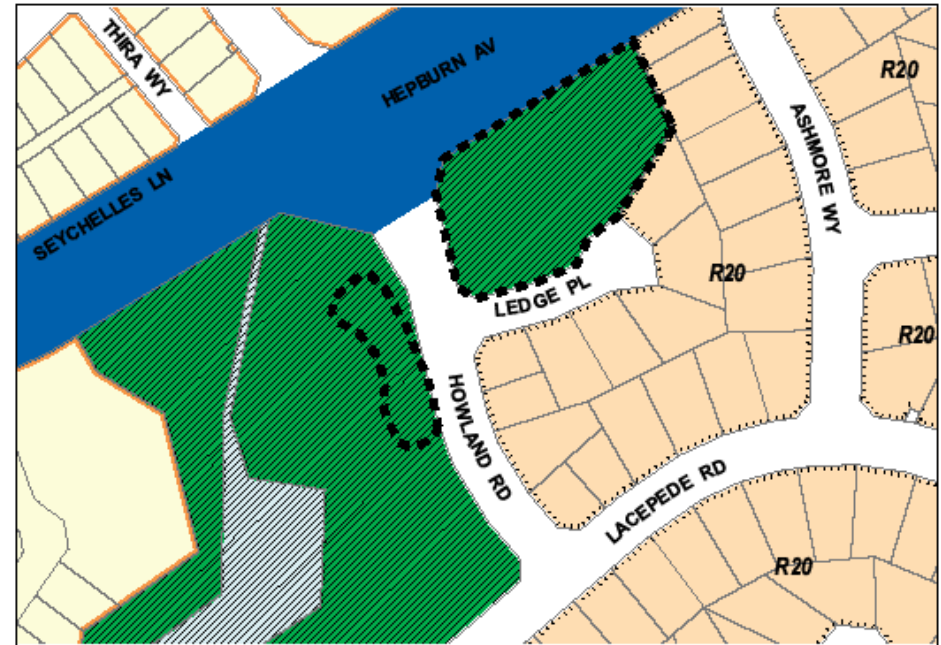 THIRA WY
HEPBURN AV
R20
ASHMORE WY
SEYCHELLES LN
R20
LEDGE PL
R20
HOWLAND RD
LACEPEDE RD
R20